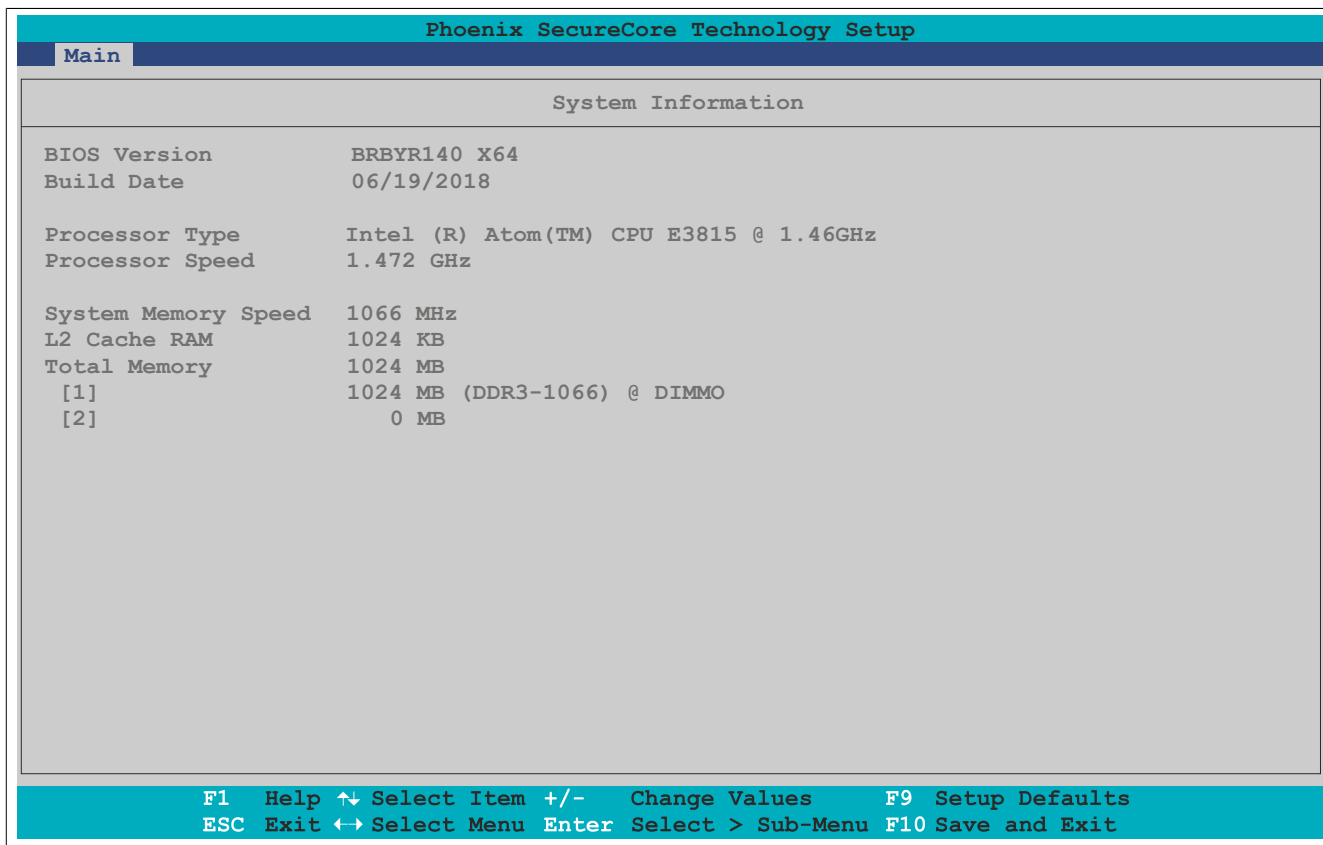 Phoenix SecureCore Technology Setup
Main
System Information
BIOS Version BRBYR140 X64
Build Date 06/19/2018
Processor Type Intel (R) Atom(TM) CPU E3815 @ 1.46GHz
Processor Speed 1.472 GHz
System Memory Speed 1066 MHz
L2 Cache RAM 1024 KB
Total Memory 1024 MB
[1] 1024 MB (DDR3-1066) @ DIMMO
[2] 0 MB
F1 Help ↑↓ Select Item +/- Change Values F9 Setup Defaults
ESC Exit ←→ Select Menu Enter Select > Sub-Menu F10 Save and Exit